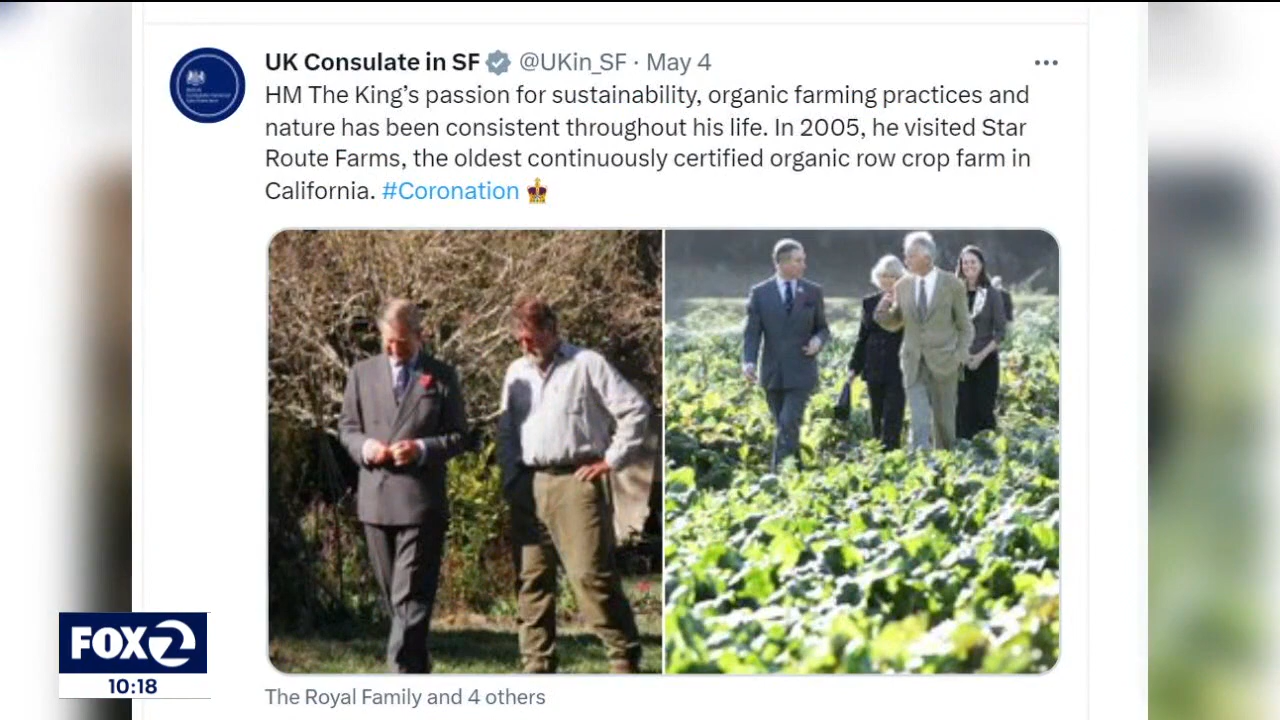 UK Consulate in SF @UKin_SF · May 4
HM The King's passion for sustainability, organic farming practices and
nature has been consistent throughout his life. In 2005, he visited Star
Route Farms, the oldest continuously certified organic row crop farm in
California. #Coronation
The Royal Family and 4 others
FOX 2
10:18